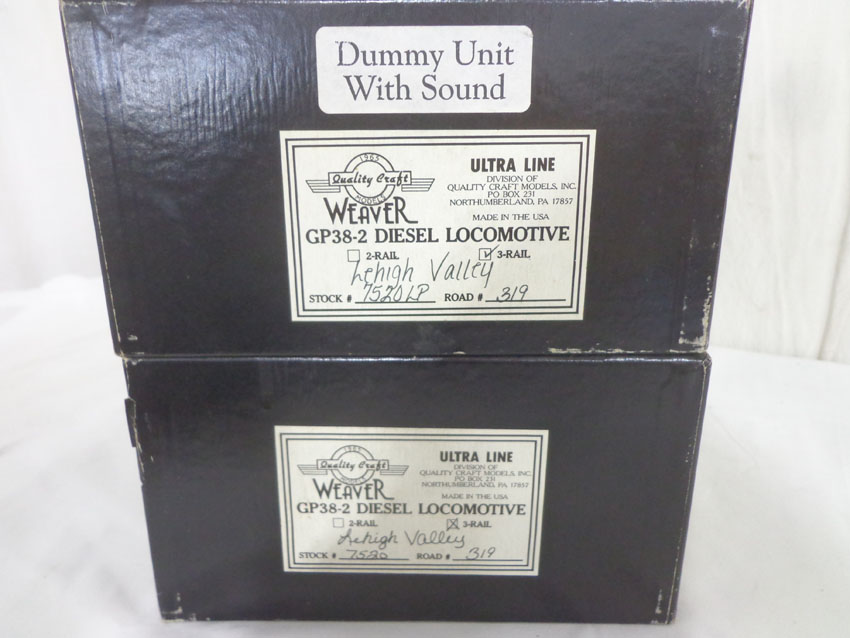 Dummy Unit
With Sound
1965
Quality Craft
MODELS
WEAVER
ULTRA LINE
DIVISION OF
QUALITY CRAFT MODELS, INC.
PO BOX 231
NORTHUMBERLAND, PA 17857
MADE IN THE USA
GP38-2 DIESEL LOCOMOTIVE
2-RAIL 3-RAIL
Lehigh Valley
STOCK # 7520LP ROAD # 319
1965
Quality Craft
MODELS
WEAVER
ULTRA LINE
DIVISION OF
QUALITY CRAFT MODELS, INC.
PO BOX 231
NORTHUMBERLAND, PA 17857
MADE IN THE USA
GP38-2 DIESEL LOCOMOTIVE
2-RAIL 3-RAIL
Lehigh Valley
STOCK # 7520 ROAD # 319